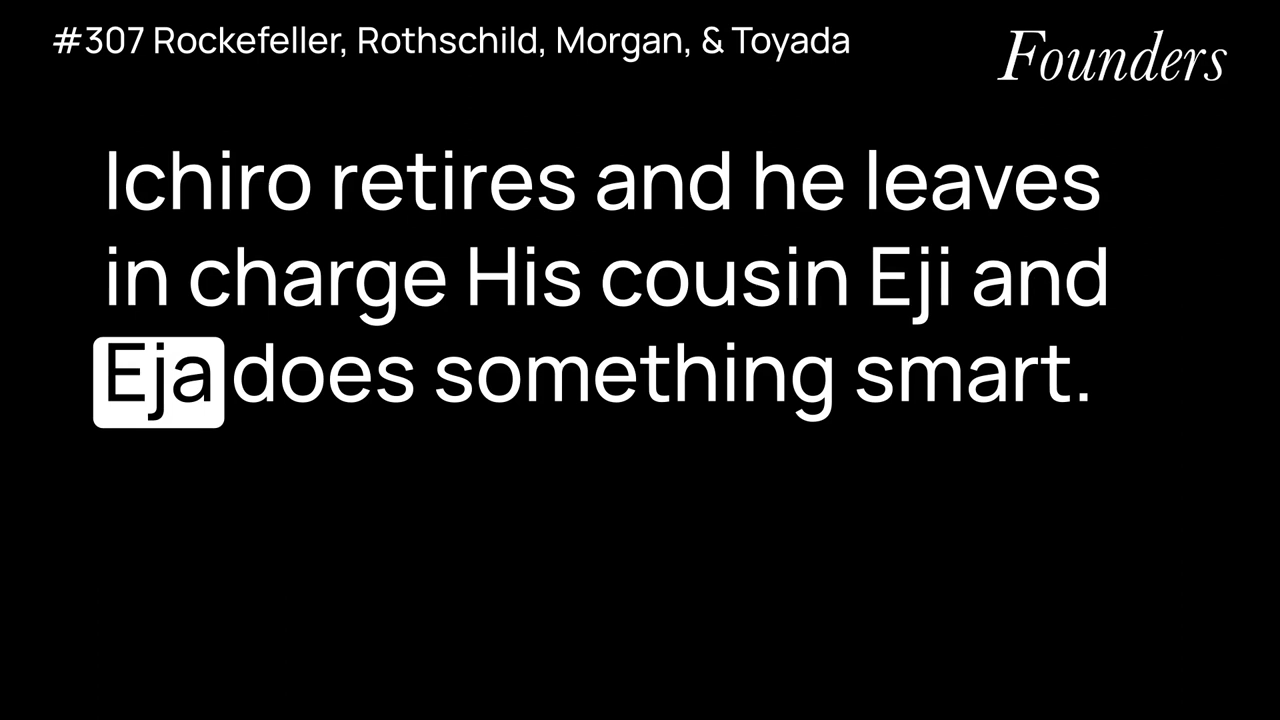 #307 Rockefeller, Rothschild, Morgan, & Toyada
Founders
Ichiro retires and he leaves
in charge His cousin Eji and
Eja does something smart.